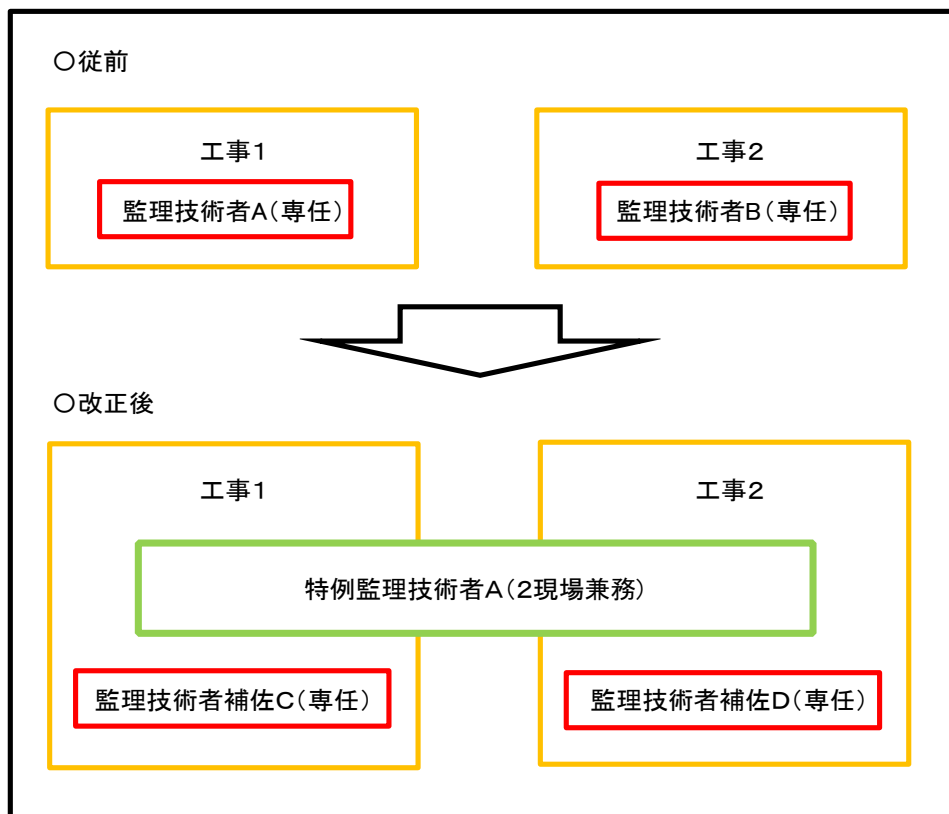 〇従前
工事1
工事2
監理技術者A(専任)
監理技術者B(専任)
〇改正後
工事1
工事2
特例監理技術者A(2現場兼務)
監理技術者補佐C(専任)
監理技術者補佐D(専任)